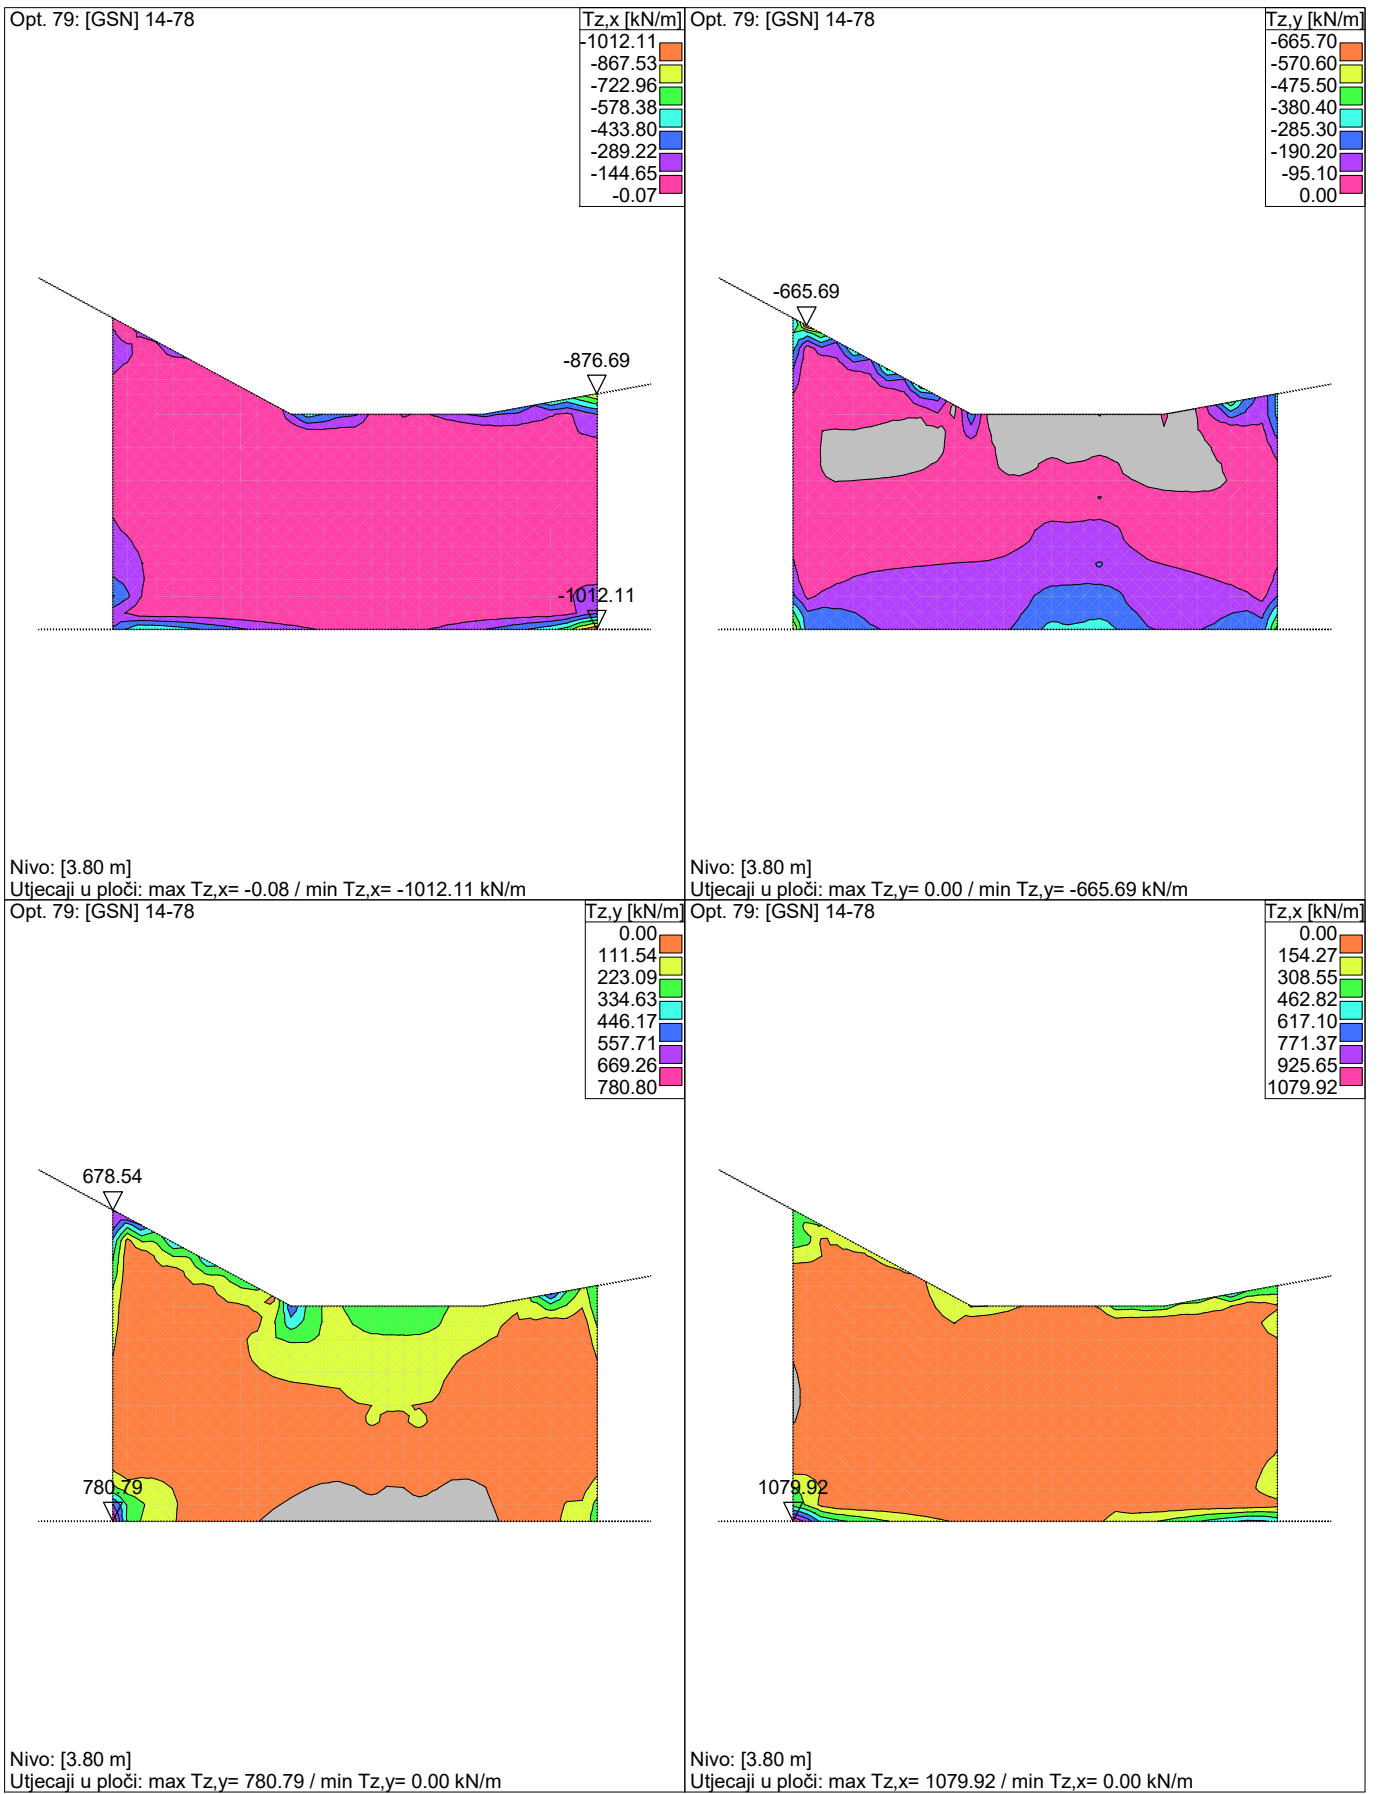 Opt. 79: [GSN] 14-78
Tz,x [kN/m]
-1012.11
-867.53
-722.96
-578.38
-433.80
-289.22
-144.65
-0.07
-876.69
-1012.11
Nivo: [3.80 m]
Utjecaji u ploči: max Tz,x= -0.08 / min Tz,x= -1012.11 kN/m
Opt. 79: [GSN] 14-78
Tz,y [kN/m]
-665.70
-570.60
-475.50
-380.40
-285.30
-190.20
-95.10
0.00
-665.69
Nivo: [3.80 m]
Utjecaji u ploči: max Tz,y= 0.00 / min Tz,y= -665.69 kN/m
Opt. 79: [GSN] 14-78
Tz,y [kN/m]
0.00
111.54
223.09
334.63
446.17
557.71
669.26
780.80
678.54
780.79
Nivo: [3.80 m]
Utjecaji u ploči: max Tz,y= 780.79 / min Tz,y= 0.00 kN/m
Opt. 79: [GSN] 14-78
Tz,x [kN/m]
0.00
154.27
308.55
462.82
617.10
771.37
925.65
1079.92
1079.92
Nivo: [3.80 m]
Utjecaji u ploči: max Tz,x= 1079.92 / min Tz,x= 0.00 kN/m